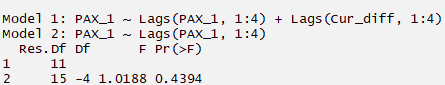 Model 1: PAX_1 ~ Lags(PAX_1, 1:4) + Lags(Cur_diff, 1:4)
Model 2: PAX_1 ~ Lags(PAX_1, 1:4)
  Res.Df Df      F Pr(>F)
1     11
2     15 -4 1.0188 0.4394